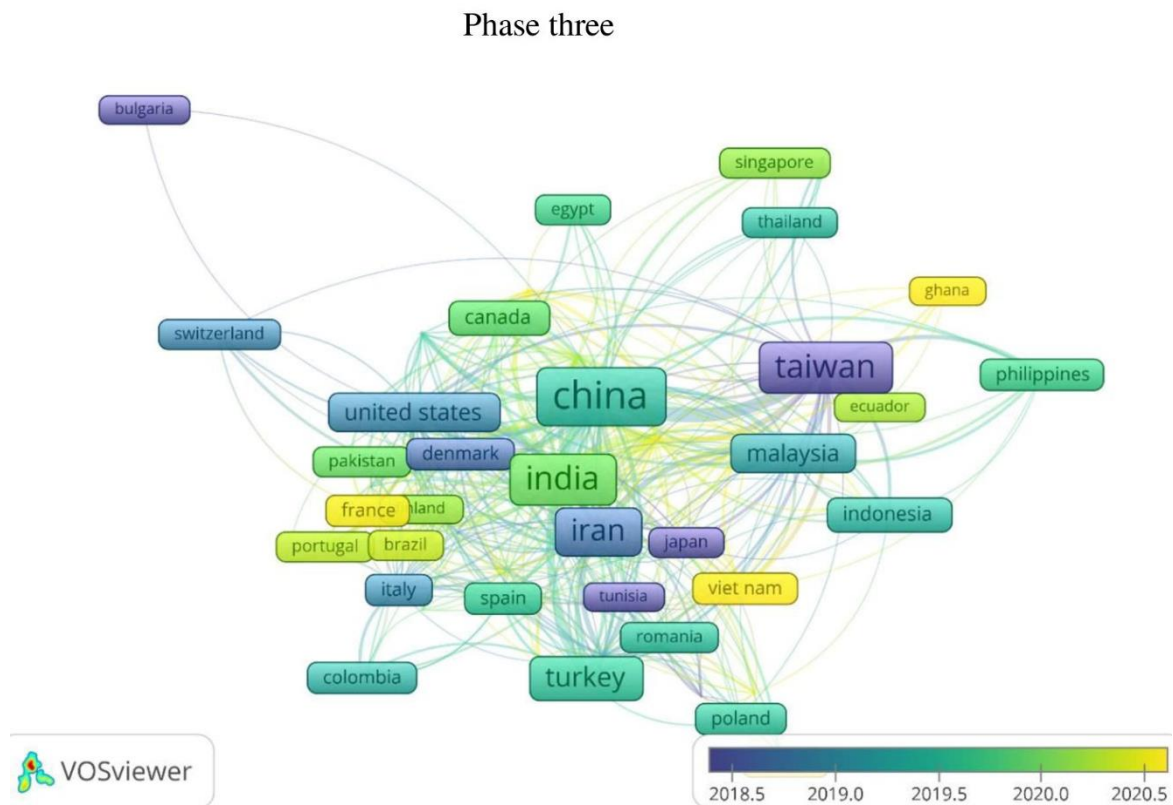 Phase three
bulgaria
singapore
egypt
thailand
ghana
canada
switzerland
taiwan
philippines
china
united states
ecuador
denmark
malaysia
pakistan
india
france
indonesia
iran
japan
portugal
brazil
italy
spain
tunisia
viet nam
romania
colombia
turkey
poland
VOSviewer
2018.5 2019.0 2019.5 2020.0 2020.5